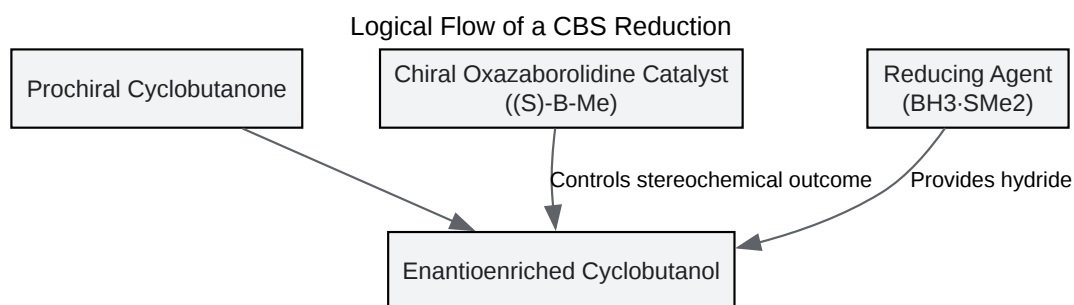 Logical Flow of a CBS Reduction
Prochiral Cyclobutanone
Chiral Oxazaborolidine Catalyst
((S)-B-Me)
Reducing Agent
(BH3·SMe2)
Controls stereochemical outcome
Provides hydride
Enantioenriched Cyclobutanol